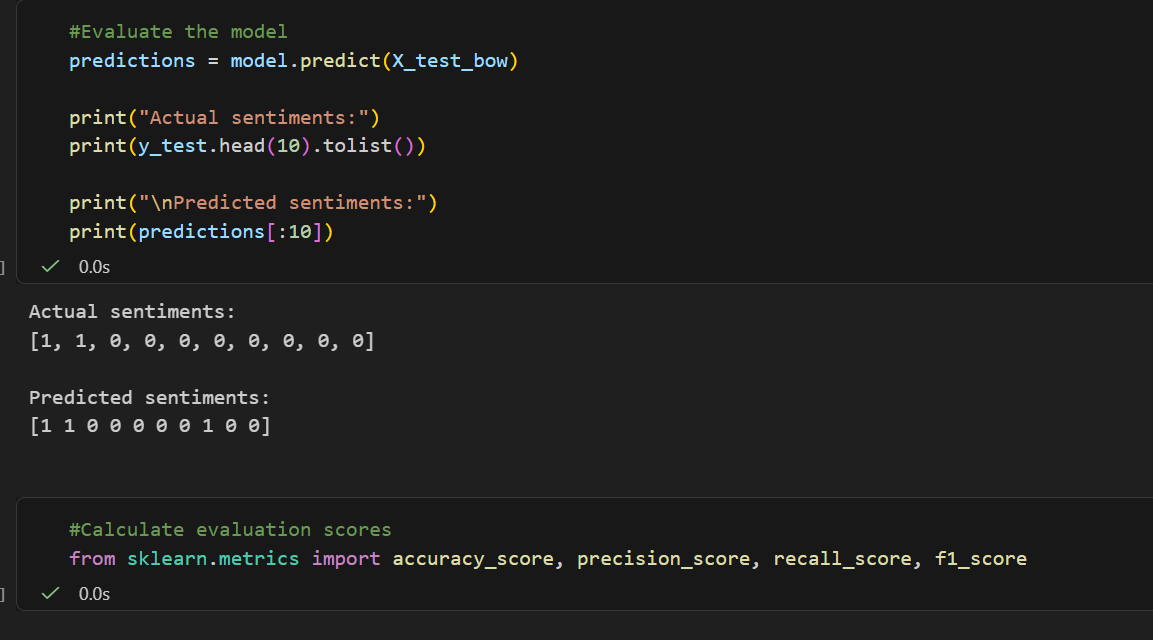 #Evaluate the model
predictions = model.predict(X_test_bow)
print("Actual sentiments:")
print(y_test.head(10).tolist())
print("\nPredicted sentiments:")
print(predictions[:10])
] ✓ 0.0s
Actual sentiments:
[1, 1, 0, 0, 0, 0, 0, 0, 0, 0]
Predicted sentiments:
[1 1 0 0 0 0 0 1 0 0]
#Calculate evaluation scores
from sklearn.metrics import accuracy_score, precision_score, recall_score, f1_score
] ✓ 0.0s